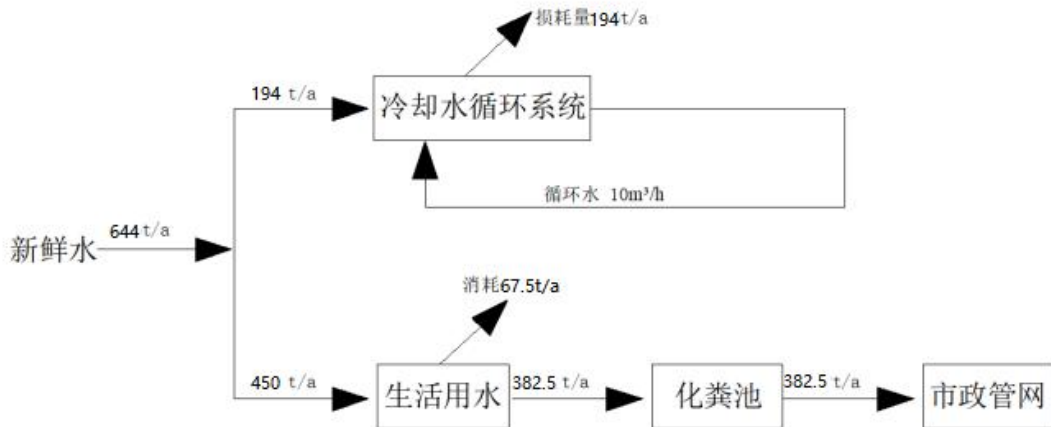 损耗量194t/a
194 t/a
冷却水循环系统
循环水 10m³/h
新鲜水
644t/a
消耗67.5t/a
450 t/a
生活用水
382.5 t/a
化粪池
382.5 t/a
市政管网